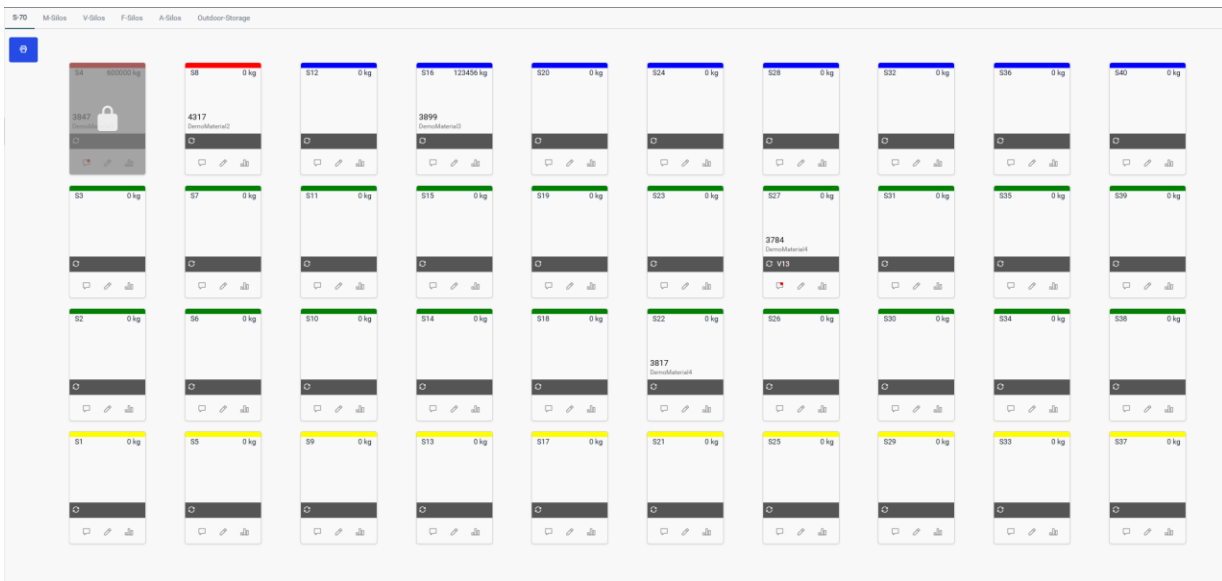 S-70 M-Silos V-Silos F-Silos A-Silos Outdoor-Storage
S4 600000 kg S8 0 kg S12 0 kg S16 123456 kg S20 0 kg S24 0 kg S28 0 kg S32 0 kg S36 0 kg S40 0 kg
3847 4317 3899
DemoMaterial2 DemoMaterial3
S3 0 kg S7 0 kg S11 0 kg S15 0 kg S19 0 kg S23 0 kg S27 0 kg S31 0 kg S35 0 kg S39 0 kg
3784
DemoMaterial4
V13
S2 0 kg S6 0 kg S10 0 kg S14 0 kg S18 0 kg S22 0 kg S26 0 kg S30 0 kg S34 0 kg S38 0 kg
3817
DemoMaterial4
S1 0 kg S5 0 kg S9 0 kg S13 0 kg S17 0 kg S21 0 kg S25 0 kg S29 0 kg S33 0 kg S37 0 kg